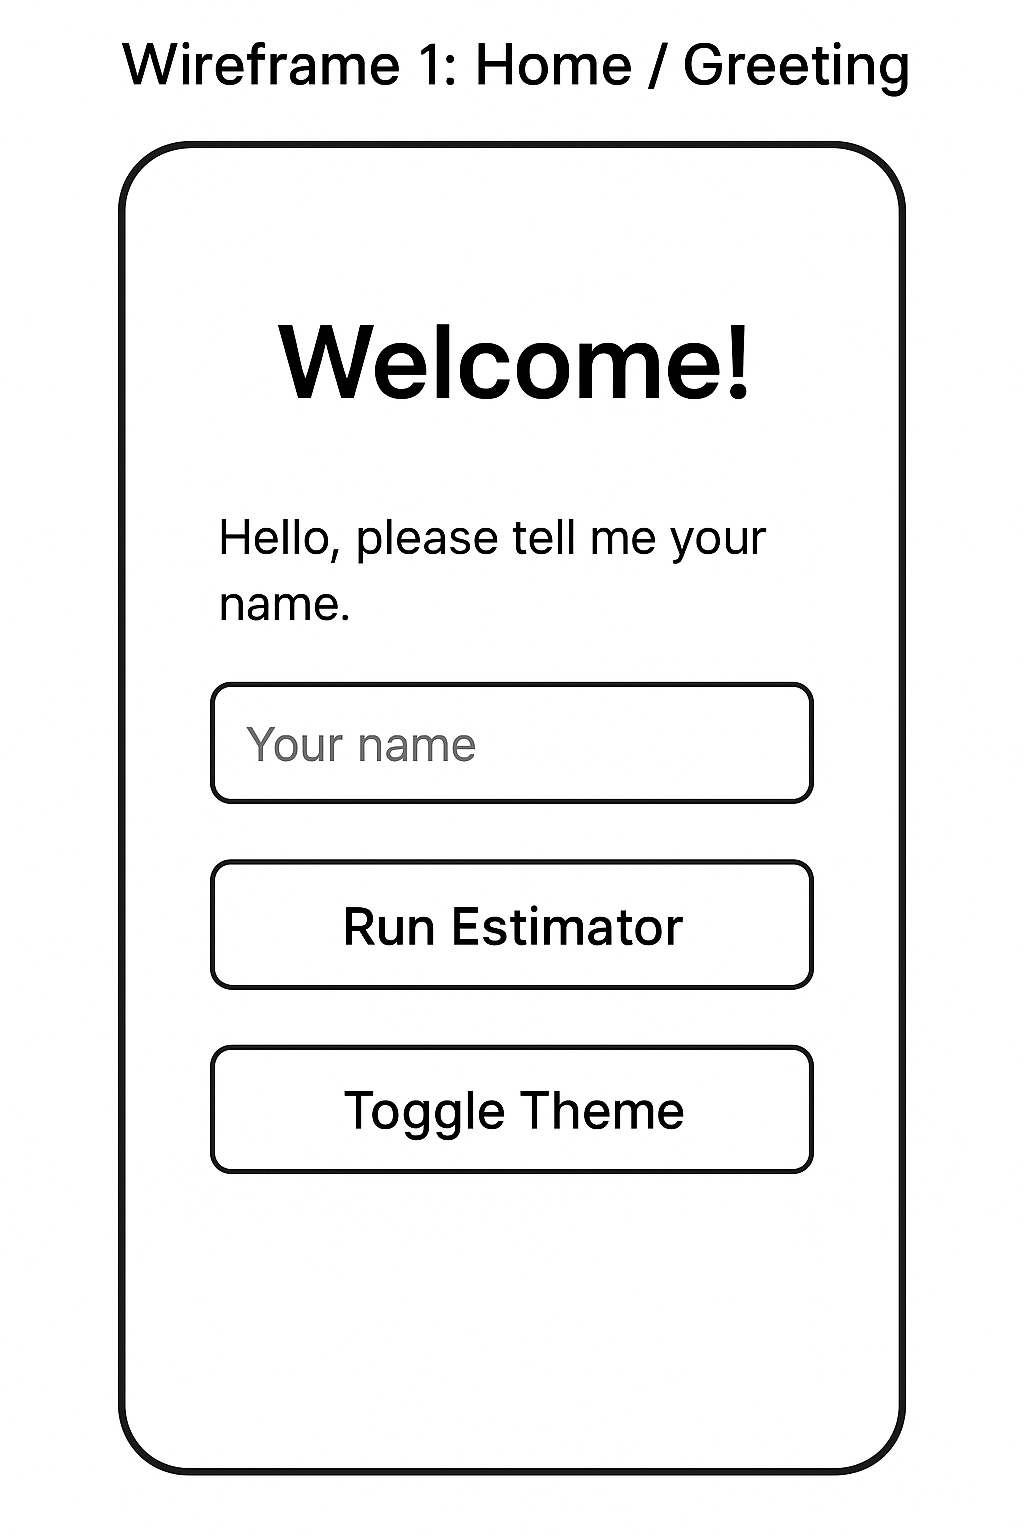 Wireframe 1: Home / Greeting
Welcome!
Hello, please tell me your
name.
Your name
Run Estimator
Toggle Theme